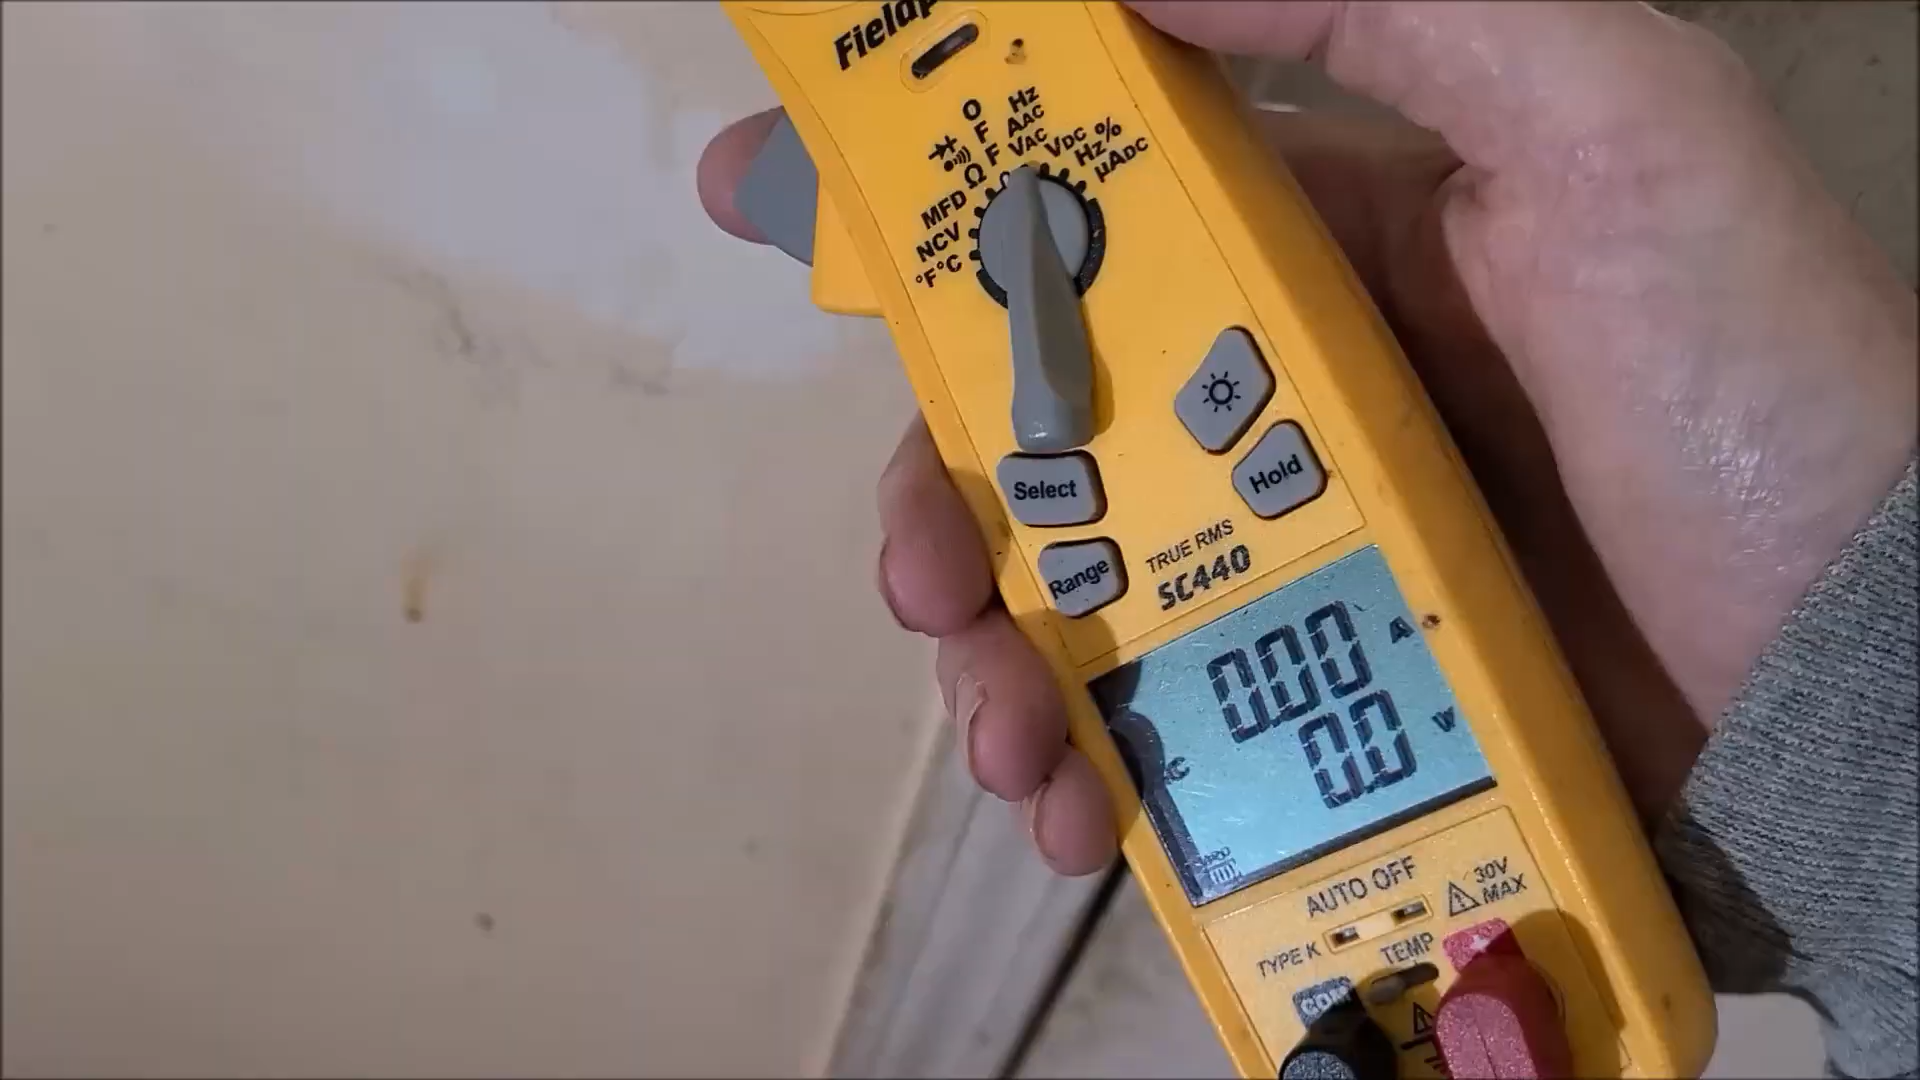 Fieldp
Hz
O AAC
F VAC VDC %
F Hz
Ω µADC
MFD
NCV
°F°C
Select
Hold
Range
TRUE RMS
SC440
0.00 A
0.0 V
AUTO OFF
30V
MAX
TYPE K TEMP
COM